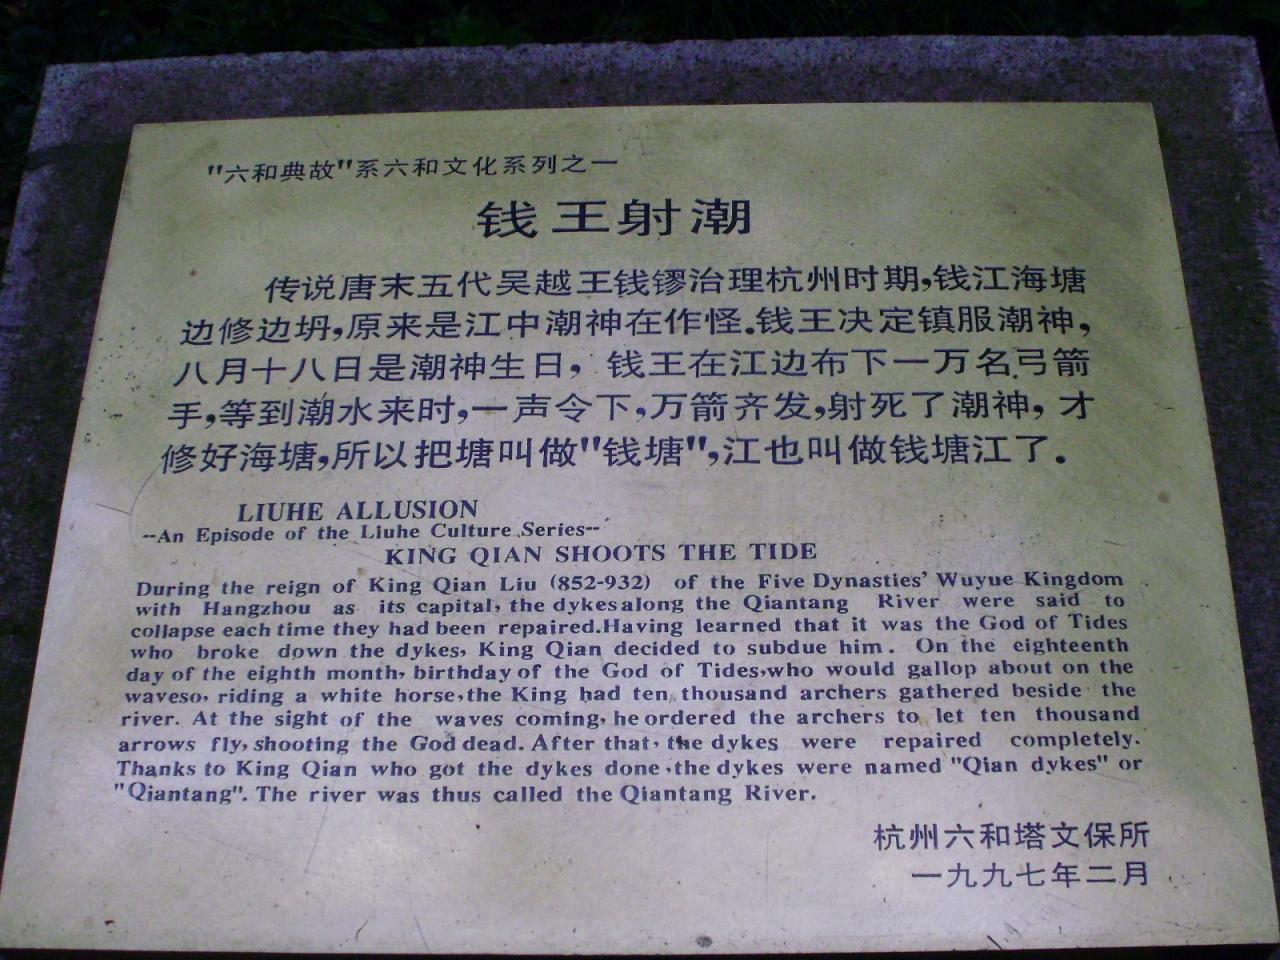 "六和典故"系六和文化系列之一
钱王射潮
传说唐末五代吴越王钱镠治理杭州时期,钱江海塘
边修边坍,原来是江中潮神在作怪.钱王决定镇服潮神,
八月十八日是潮神生日,钱王在江边布下一万名弓箭
手,等到潮水来时,一声令下,万箭齐发,射死了潮神,才
修好海塘,所以把塘叫做"钱塘",江也叫做钱塘江了.
LIUHE ALLUSION
--An Episode of the Liuhe Culture Series--
KING QIAN SHOOTS THE TIDE
During the reign of King Qian Liu (852-932) of the Five Dynasties' Wuyue Kingdom
with Hangzhou as its capital, the dykes along the Qiantang River were said to
collapse each time they had been repaired.Having learned that it was the God of Tides
who broke down the dykes, King Qian decided to subdue him. On the eighteenth
day of the eighth month, birthday of the God of Tides,who would gallop about on the
waveso, riding a white horse,the King had ten thousand archers gathered beside the
river. At the sight of the waves coming, he ordered the archers to let ten thousand
arrows fly, shooting the God dead. After that, the dykes were repaired completely.
Thanks to King Qian who got the dykes done,the dykes were named "Qian dykes" or
"Qiantang". The river was thus called the Qiantang River.
杭州六和塔文保所
一九九七年二月